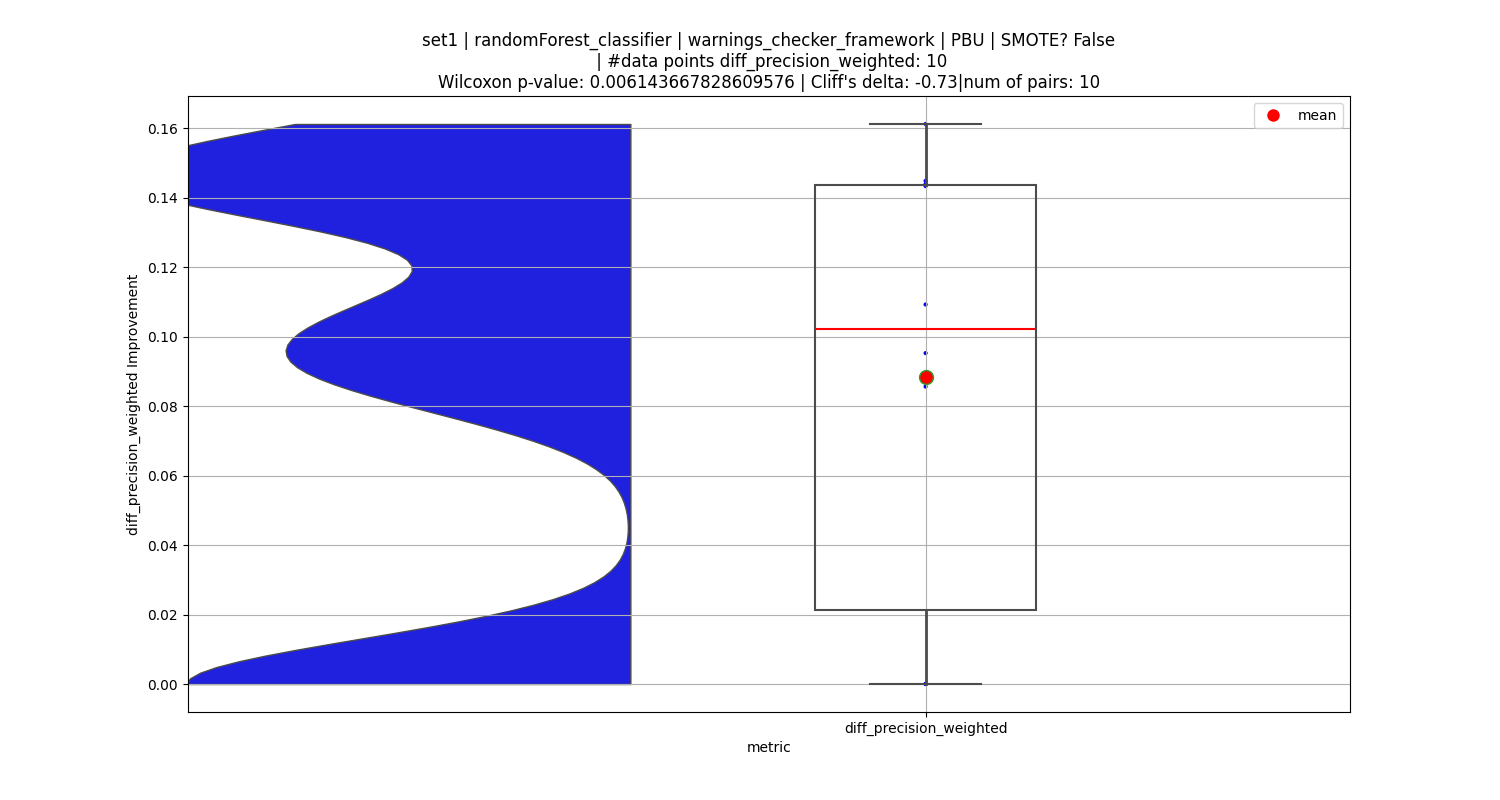 set1 | randomForest_classifier | warnings_checker_framework | PBU | SMOTE? False
| #data points diff_precision_weighted: 10
Wilcoxon p-value: 0.006143667828609576 | Cliff's delta: -0.73|num of pairs: 10
mean
0.16
0.14
0.12
0.10
0.08
0.06
0.04
0.02
0.00
diff_precision_weighted Improvement
diff_precision_weighted
metric